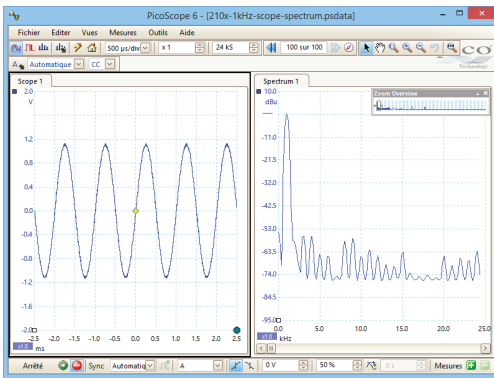 PicoScope 6 - [210x-1kHz-scope-spectrum.psdata]
Fichier Editer Vues Mesures Outils Aide
500 µs/div x 1 24 kS 100 sur 100
co
Technology
A Automatique CC
Scope 1
2.0
V
1.2
0.8
0.4
0.0
-0.4
-0.8
-1.2
-1.6
-2.0
-2.5 -2.0 -1.5 -1.0 -0.5 0.0 0.5 1.0 1.5 2.0 2.5
x1.0 ms
Spectrum 1
10.0
dBu
-11.0
-21.5
-32.0
-42.5
-53.0
-63.5
-74.0
-84.5
-95.0
0.0 5.0 10.0 15.0 20.0 25.0
x1.0 kHz
Zoom Overview
Arrêté Sync Automatiq A 0 V 50 % 0 s Mesures